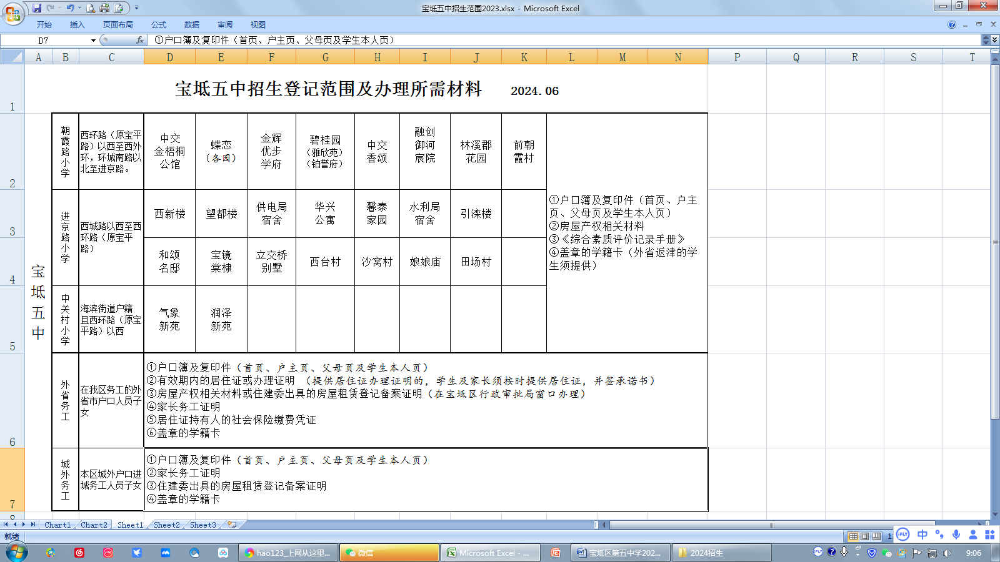 宝坻五中招生范围2023.xlsx - Microsoft Excel
开始 插入 页面布局 公式 数据 审阅 视图
D7 fx ①户口簿及复印件（首页、户主页、父母页及学生本人页）
A B C D E F G H I J K L M N P Q R S T
1
宝坻五中招生登记范围及办理所需材料 2024.06
宝坻五中
2
朝霞路小学
西环路（原宝平
路）以西至西外
环，环城南路以
北至进京路。
中交
金梧桐
公馆
蝶恋
（各园）
金辉
优步
学府
碧桂园
（雅欣苑）
（铂誉府）
中交
香颂
融创
御河
宸院
林溪郡
花园
前朝
霞村
3
进京路小学
西城路以西至西
环路（原宝平
路）
西新楼
望都楼
供电局
宿舍
华兴
公寓
馨泰
家园
水利局
宿舍
引滦楼
4
和颂
名邸
宝镜
棠棣
立交桥
别墅
西台村
沙窝村
娘娘庙
田场村
①户口簿及复印件（首页、户主
页、父母页及学生本人页）
②房屋产权相关材料
③《综合素质评价记录手册》
④盖章的学籍卡（外省返津的学
生须提供）
5
中关村小学
海滨街道户籍
且西环路（原宝
平路）以西
气象
新苑
润泽
新苑
6
外省务工
在我区务工的外
省市户口人员子
女
①户口簿及复印件（首页、户主页、父母页及学生本人页）
②有效期内的居住证或办理证明 （提供居住证办理证明的，学生及家长须按时提供居住证，并签承诺书）
③房屋产权相关材料或住建委出具的房屋租赁登记备案证明（在宝坻区行政审批局窗口办理）
④家长务工证明
⑤居住证持有人的社会保险缴费凭证
⑥盖章的学籍卡
7
城外务工
本区城外户口进
城务工人员子女
①户口簿及复印件（首页、户主页、父母页及学生本人页）
②家长务工证明
③住建委出具的房屋租赁登记备案证明
④盖章的学籍卡
Chart1 Chart2 Sheet1 Sheet2 Sheet3
就绪
iFLY 中
hao123_上网从这里... 微信 Microsoft Excel - ... 宝坻区第五中学202... 2024招生
iFLY 9:06